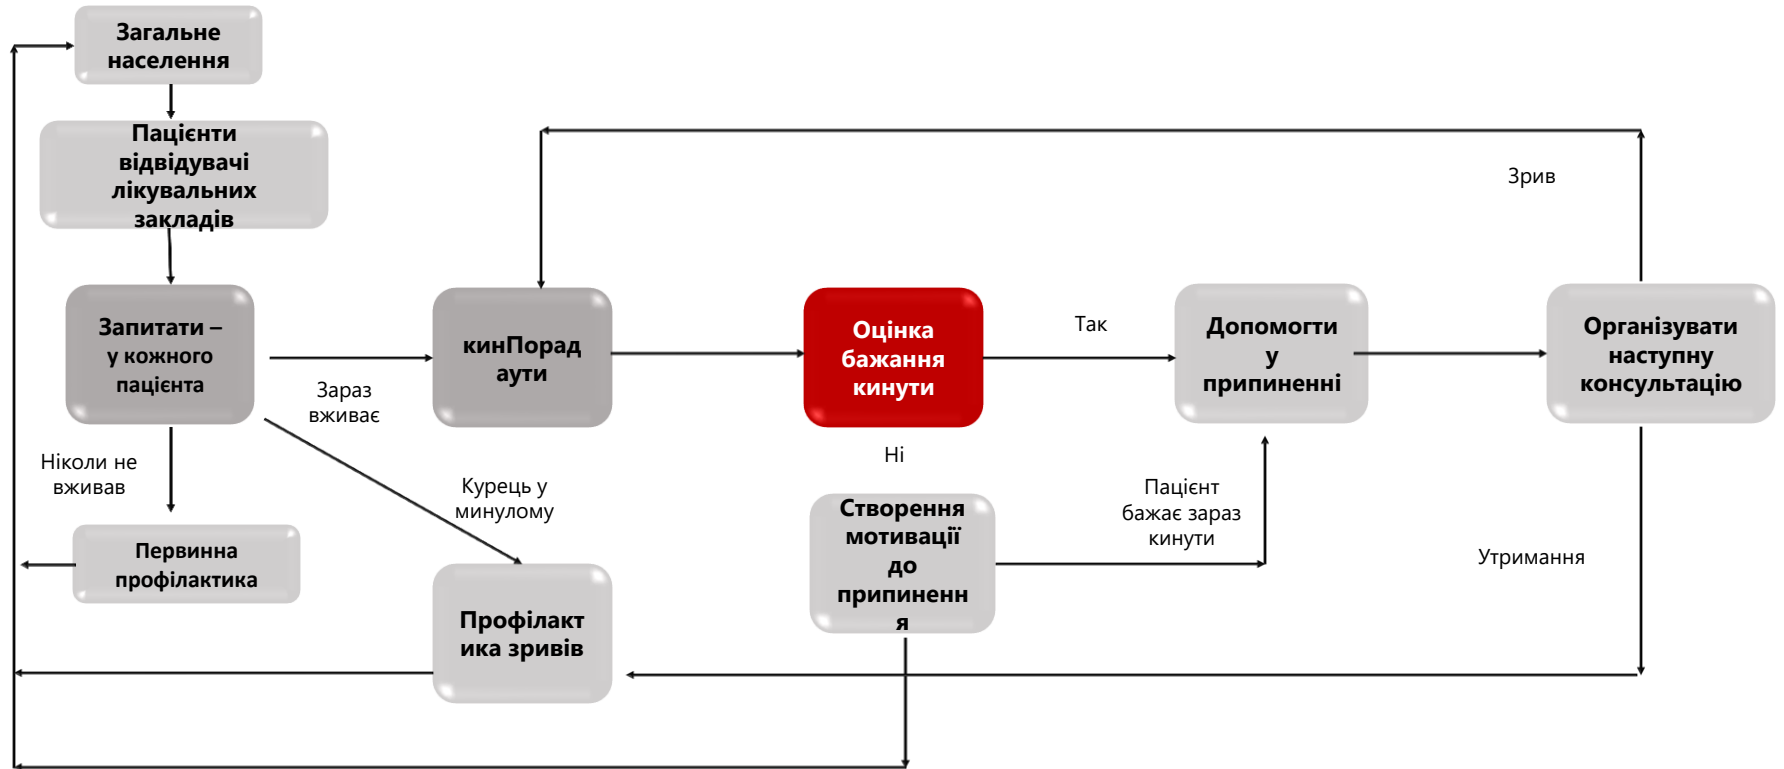 Загальне
населення
Пацієнти
відвідувачі
лікувальних
закладів
Зрив
Запитати –
у кожного
пацієнта
кинПорад
аути
Оцінка
бажання
кинути
Так
Допомогти
у
припиненні
Організувати
наступну
консультацію
Зараз
вживає
Ніколи не
вживав
Курець у
минулому
Ні
Пацієнт
бажає зараз
кинути
Створення
мотивації
до
припиненн
я
Утримання
Первинна
профілактика
Профілакт
ика зривів